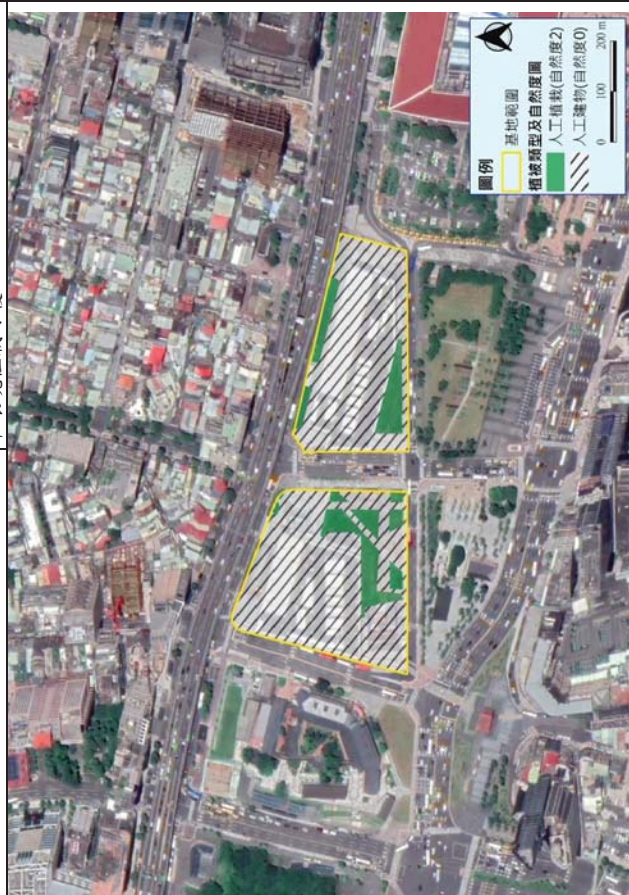 圖例
基地範圍
植被類型及自然度圖
人工植栽(自然度2)
人工建物(自然度0)
0 100 200 m